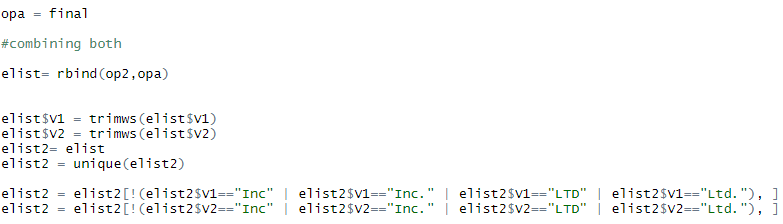 opa = final
#combining both
elist= rbind(op2,opa)
elist$V1 = trimws(elist$V1)
elist$V2 = trimws(elist$V2)
elist2= elist
elist2 = unique(elist2)
elist2 = elist2[!(elist2$V1=="Inc" | elist2$V1=="Inc." | elist2$V1=="LTD" | elist2$V1=="Ltd."), ]
elist2 = elist2[!(elist2$V2=="Inc" | elist2$V2=="Inc." | elist2$V2=="LTD" | elist2$V2=="Ltd."), ]